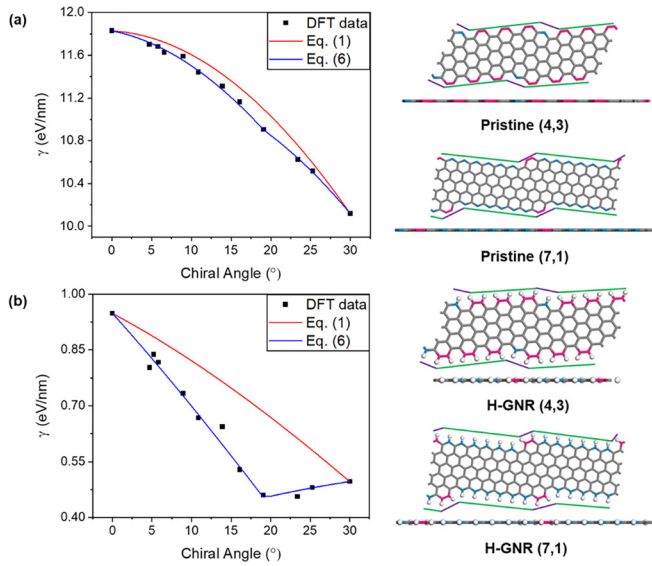 (a)
12.0
11.6
11.2
10.8
10.4
10.0
γ (eV/nm)
0 5 10 15 20 25 30
Chiral Angle (°)
DFT data
Eq. (1)
Eq. (6)
Pristine (4,3)
Pristine (7,1)
(b)
1.00
0.85
0.70
0.55
0.40
γ (eV/nm)
0 5 10 15 20 25 30
Chiral Angle (°)
DFT data
Eq. (1)
Eq. (6)
H-GNR (4,3)
H-GNR (7,1)